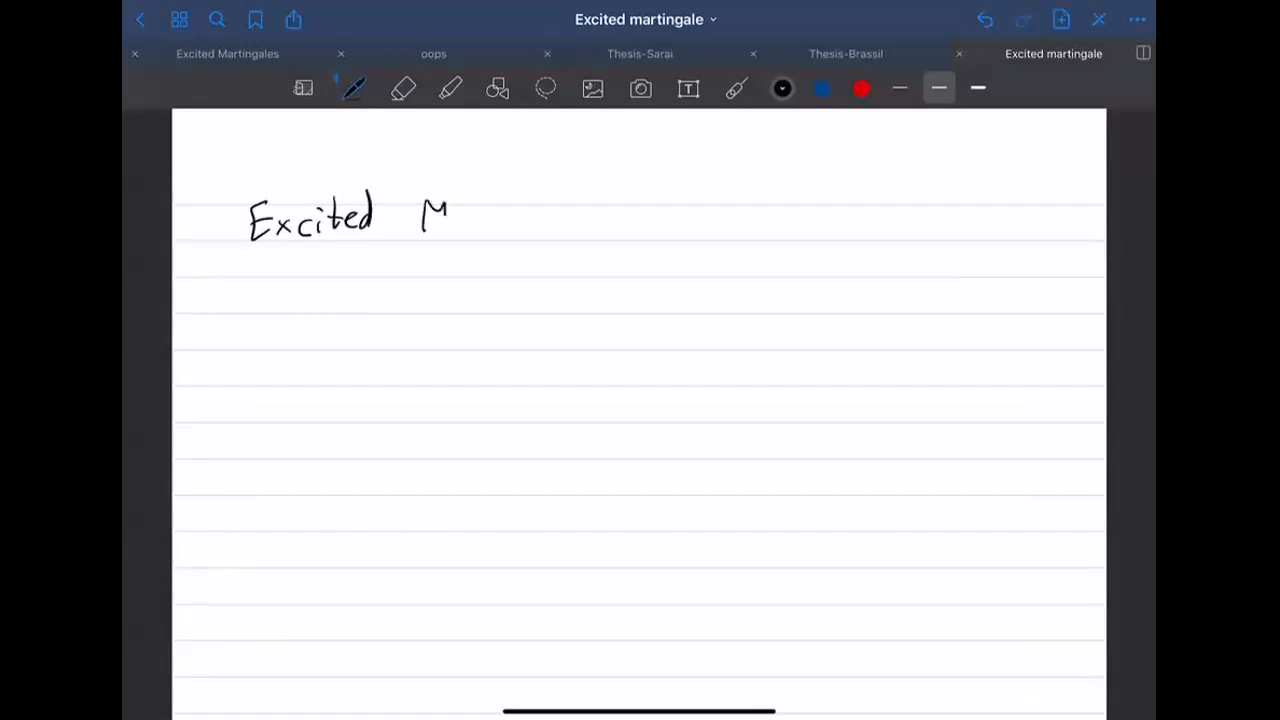 Excited martingale
Excited Martingales
oops
Thesis-Sarai
Thesis-Brassil
Excited martingale
T
Excited M